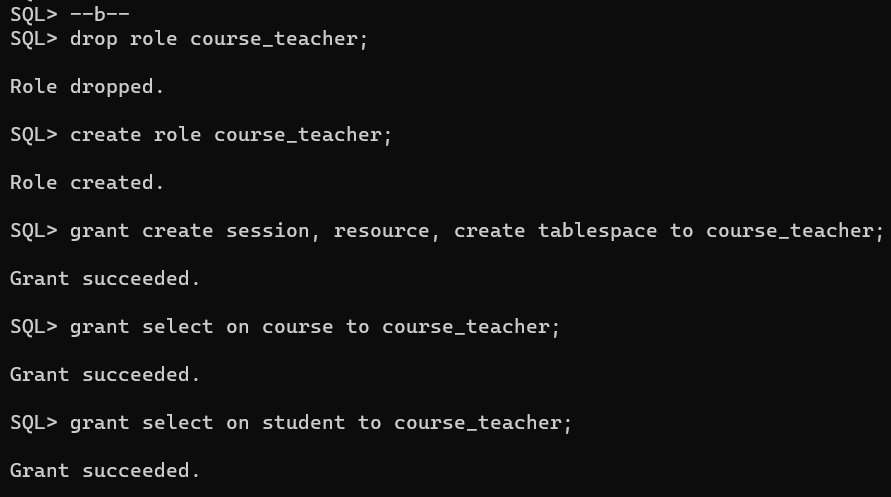 SQL> --b--
SQL> drop role course_teacher;
Role dropped.
SQL> create role course_teacher;
Role created.
SQL> grant create session, resource, create tablespace to course_teacher;
Grant succeeded.
SQL> grant select on course to course_teacher;
Grant succeeded.
SQL> grant select on student to course_teacher;
Grant succeeded.